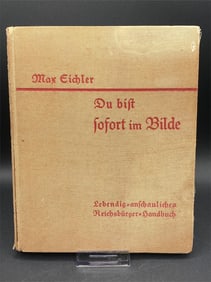 Max Eichler
Du bist
sofort im Bilde
Lebendig-anschauliches
Reichsbürger-Handbuch